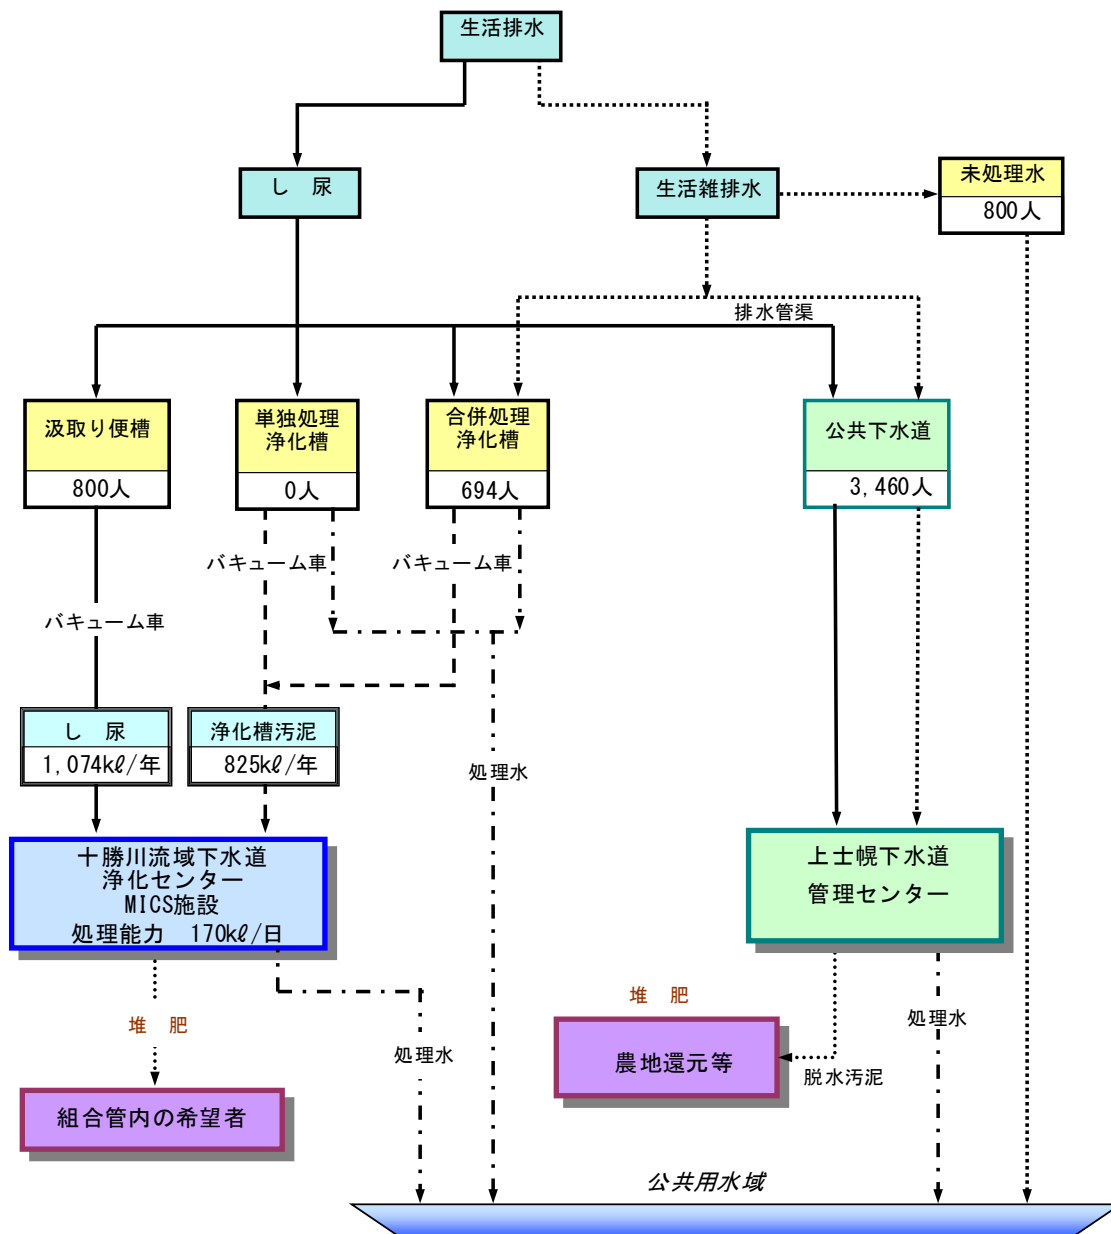 生活排水
し　尿
生活雑排水
未処理水
800人
排水管渠
汲取り便槽
800人
単独処理
浄化槽
0人
合併処理
浄化槽
694人
公共下水道
3,460人
バキューム車
バキューム車
バキューム車
し　尿
1,074kℓ/年
浄化槽汚泥
825kℓ/年
処理水
十勝川流域下水道
浄化センター
MICS施設
処理能力　170kℓ/日
上士幌下水道
管理センター
堆　肥
堆　肥
処理水
処理水
農地還元等
脱水汚泥
組合管内の希望者
公共用水域